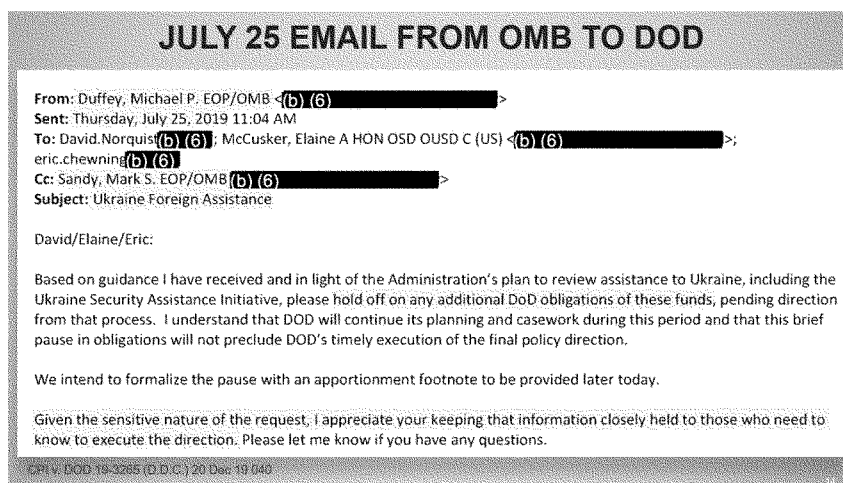 JULY 25 EMAIL FROM OMB TO DOD
From: Duffey, Michael P. EOP/OMB <(b) (6)>
Sent: Thursday, July 25, 2019 11:04 AM
To: David.Norquist(b) (6); McCusker, Elaine A HON OSD OUSD C (US) <(b) (6)>;
eric.chewning(b) (6)
Cc: Sandy, Mark S. EOP/OMB (b) (6)>
Subject: Ukraine Foreign Assistance
David/Elaine/Eric:
Based on guidance I have received and in light of the Administration's plan to review assistance to Ukraine, including the
Ukraine Security Assistance Initiative, please hold off on any additional DoD obligations of these funds, pending direction
from that process. I understand that DOD will continue its planning and casework during this period and that this brief
pause in obligations will not preclude DOD's timely execution of the final policy direction.
We intend to formalize the pause with an apportionment footnote to be provided later today.
Given the sensitive nature of the request, I appreciate your keeping that information closely held to those who need to
know to execute the direction. Please let me know if you have any questions.
CPI v. DOD 19-3265 (D.D.C.) 20 Dec 19 040